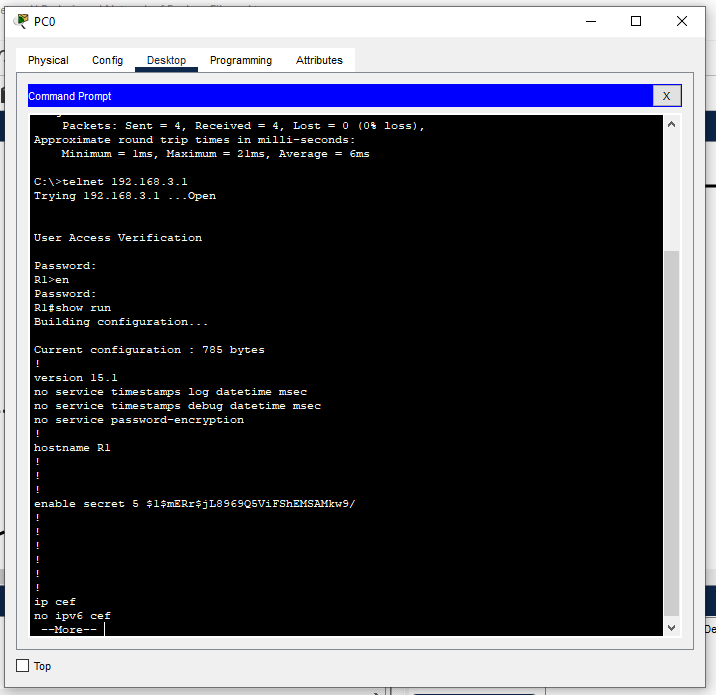 PC0
Physical Config Desktop Programming Attributes
Command Prompt
X
Packets: Sent = 4, Received = 4, Lost = 0 (0% loss),
Approximate round trip times in milli-seconds:
Minimum = 1ms, Maximum = 21ms, Average = 6ms
C:\>telnet 192.168.3.1
Trying 192.168.3.1 ...Open
User Access Verification
Password:
R1>en
Password:
R1#show run
Building configuration...
Current configuration : 785 bytes
!
version 15.1
no service timestamps log datetime msec
no service timestamps debug datetime msec
no service password-encryption
!
hostname R1
!
!
!
enable secret 5 $1$mERr$jL8969Q5ViFShEMSAMkw9/
!
!
!
!
!
!
ip cef
no ipv6 cef
--More--
Top